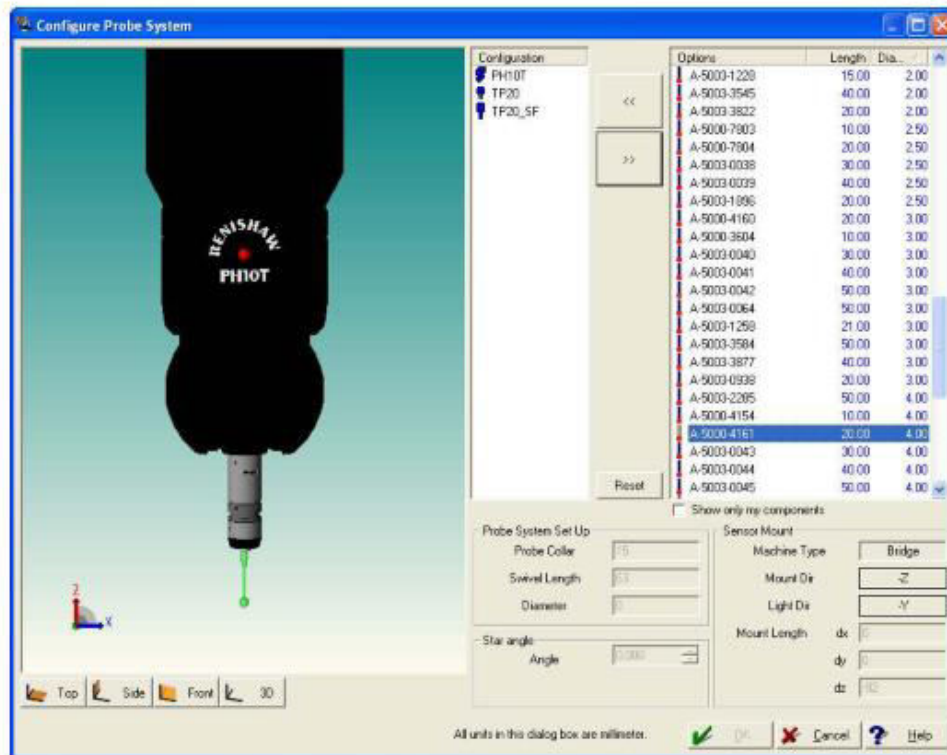 Configure Probe System
RENISHAW
PH10T
Top Side Front 3D
Z
X
Configuration
PH10T
TP20
TP20_SF
<<
>>
Reset
Options Length Dia...
A-5003-1228 15.00 2.00
A-5003-3545 40.00 2.00
A-5003-3822 20.00 2.00
A-5000-7803 10.00 2.50
A-5000-7804 20.00 2.50
A-5003-0038 30.00 2.50
A-5003-0039 40.00 2.50
A-5003-1896 20.00 2.50
A-5000-4160 20.00 3.00
A-5000-3604 10.00 3.00
A-5003-0040 30.00 3.00
A-5003-0041 40.00 3.00
A-5003-0042 50.00 3.00
A-5003-0064 50.00 3.00
A-5003-1258 21.00 3.00
A-5003-3584 50.00 3.00
A-5003-3877 40.00 3.00
A-5003-0938 20.00 3.00
A-5003-2285 50.00 4.00
A-5000-4154 10.00 4.00
A-5000-4161 20.00 4.00
A-5003-0043 30.00 4.00
A-5003-0044 40.00 4.00
A-5003-0045 50.00 4.00
Show only my components
Probe System Set Up
Probe Collar
Swivel Length
Diameter 0
Star angle
Angle 0.000
Sensor Mount
Machine Type Bridge
Mount Dir -Z
Light Dir -Y
Mount Length dx 0
dy 0
dz
All units in this dialog box are millimeter.
OK Cancel Help